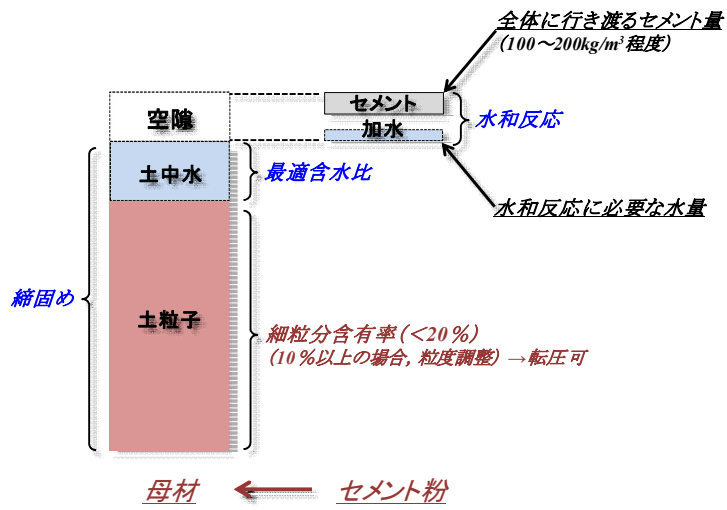 全体に行き渡るセメント量
（100～200kg/m³程度）
セメント
空隙
加水
水和反応
土中水
最適含水比
水和反応に必要な水量
締固め
土粒子
細粒分含有率（＜20％）
（10％以上の場合，粒度調整）→転圧可
母材
セメント粉